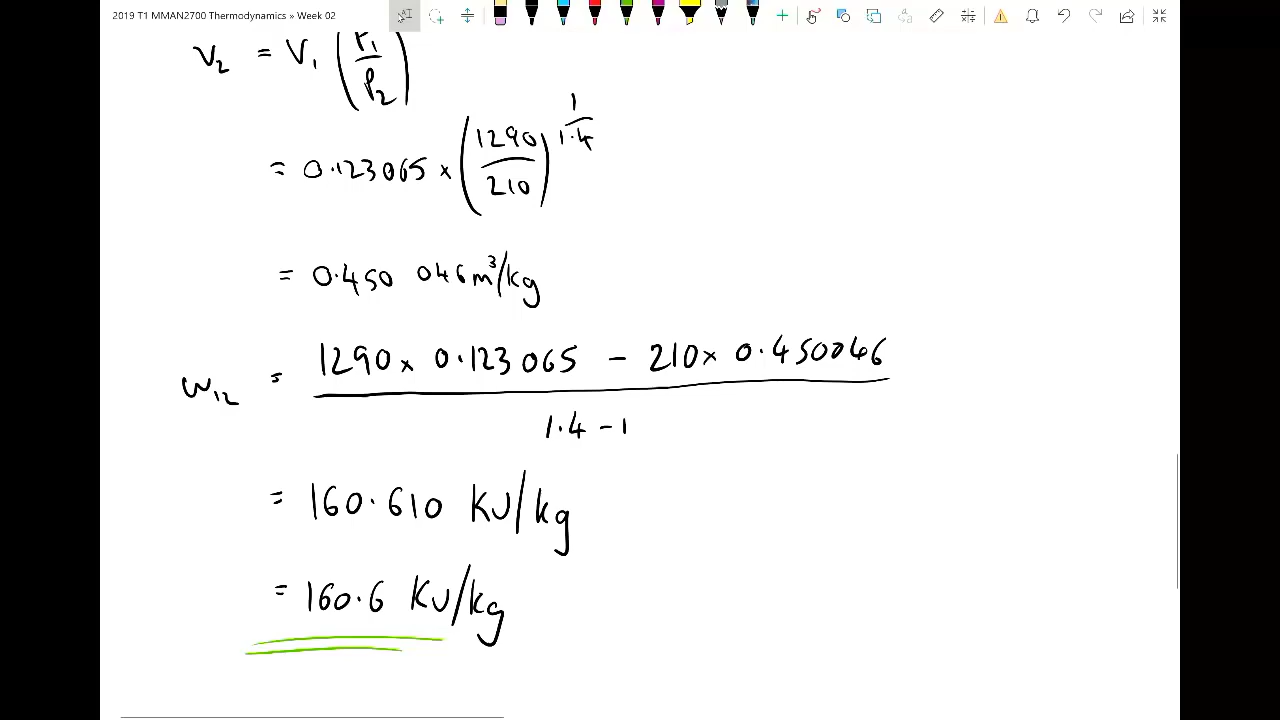 2019 T1 MMAN2700 Thermodynamics » Week 02
V₂ = V₁ (P₁/P₂)
= 0.123065 × (1290/210)^(1/1.4)
= 0.450 046 m³/kg
w₁₂ = (1290 × 0.123065 − 210 × 0.450046)/(1.4 − 1)
= 160.610 KJ/kg
= 160.6 KJ/kg